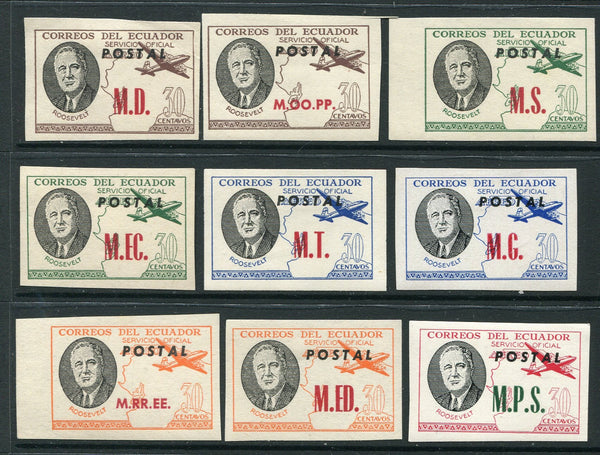 CORREOS DEL ECUADOR
SERVICIO OFICIAL
POSTAL
M.D.
30
ROOSEVELT
CENTAVOS
CORREOS DEL ECUADOR
SERVICIO OFICIAL
POSTAL
M.OO.PP.
30
ROOSEVELT
CENTAVOS
CORREOS DEL ECUADOR
SERVICIO OFICIAL
POSTAL
M.S.
30
ROOSEVELT
CENTAVOS
CORREOS DEL ECUADOR
SERVICIO OFICIAL
POSTAL
M.EC.
30
ROOSEVELT
CENTAVOS
CORREOS DEL ECUADOR
SERVICIO OFICIAL
POSTAL
M.T.
30
ROOSEVELT
CENTAVOS
CORREOS DEL ECUADOR
SERVICIO OFICIAL
POSTAL
M.G.
30
ROOSEVELT
CENTAVOS
CORREOS DEL ECUADOR
SERVICIO OFICIAL
POSTAL
M.RR.EE.
30
ROOSEVELT
CENTAVOS
CORREOS DEL ECUADOR
SERVICIO OFICIAL
POSTAL
M.ED.
30
ROOSEVELT
CENTAVOS
CORREOS DEL ECUADOR
SERVICIO OFICIAL
POSTAL
M.P.S.
30
ROOSEVELT
CENTAVOS